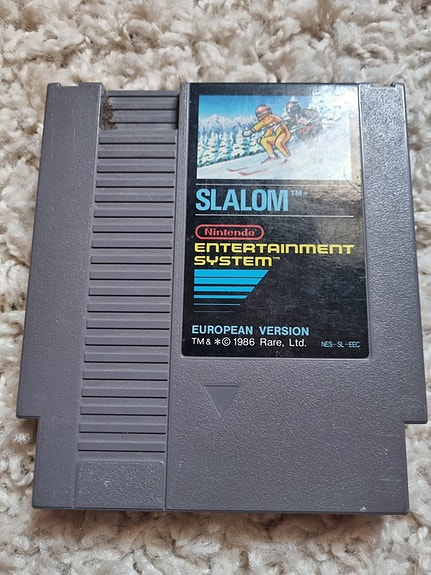 SLALOM™*
Nintendo®
ENTERTAINMENT
SYSTEM™
EUROPEAN VERSION
TM & *© 1986 Rare, Ltd. NES-SL-EEC